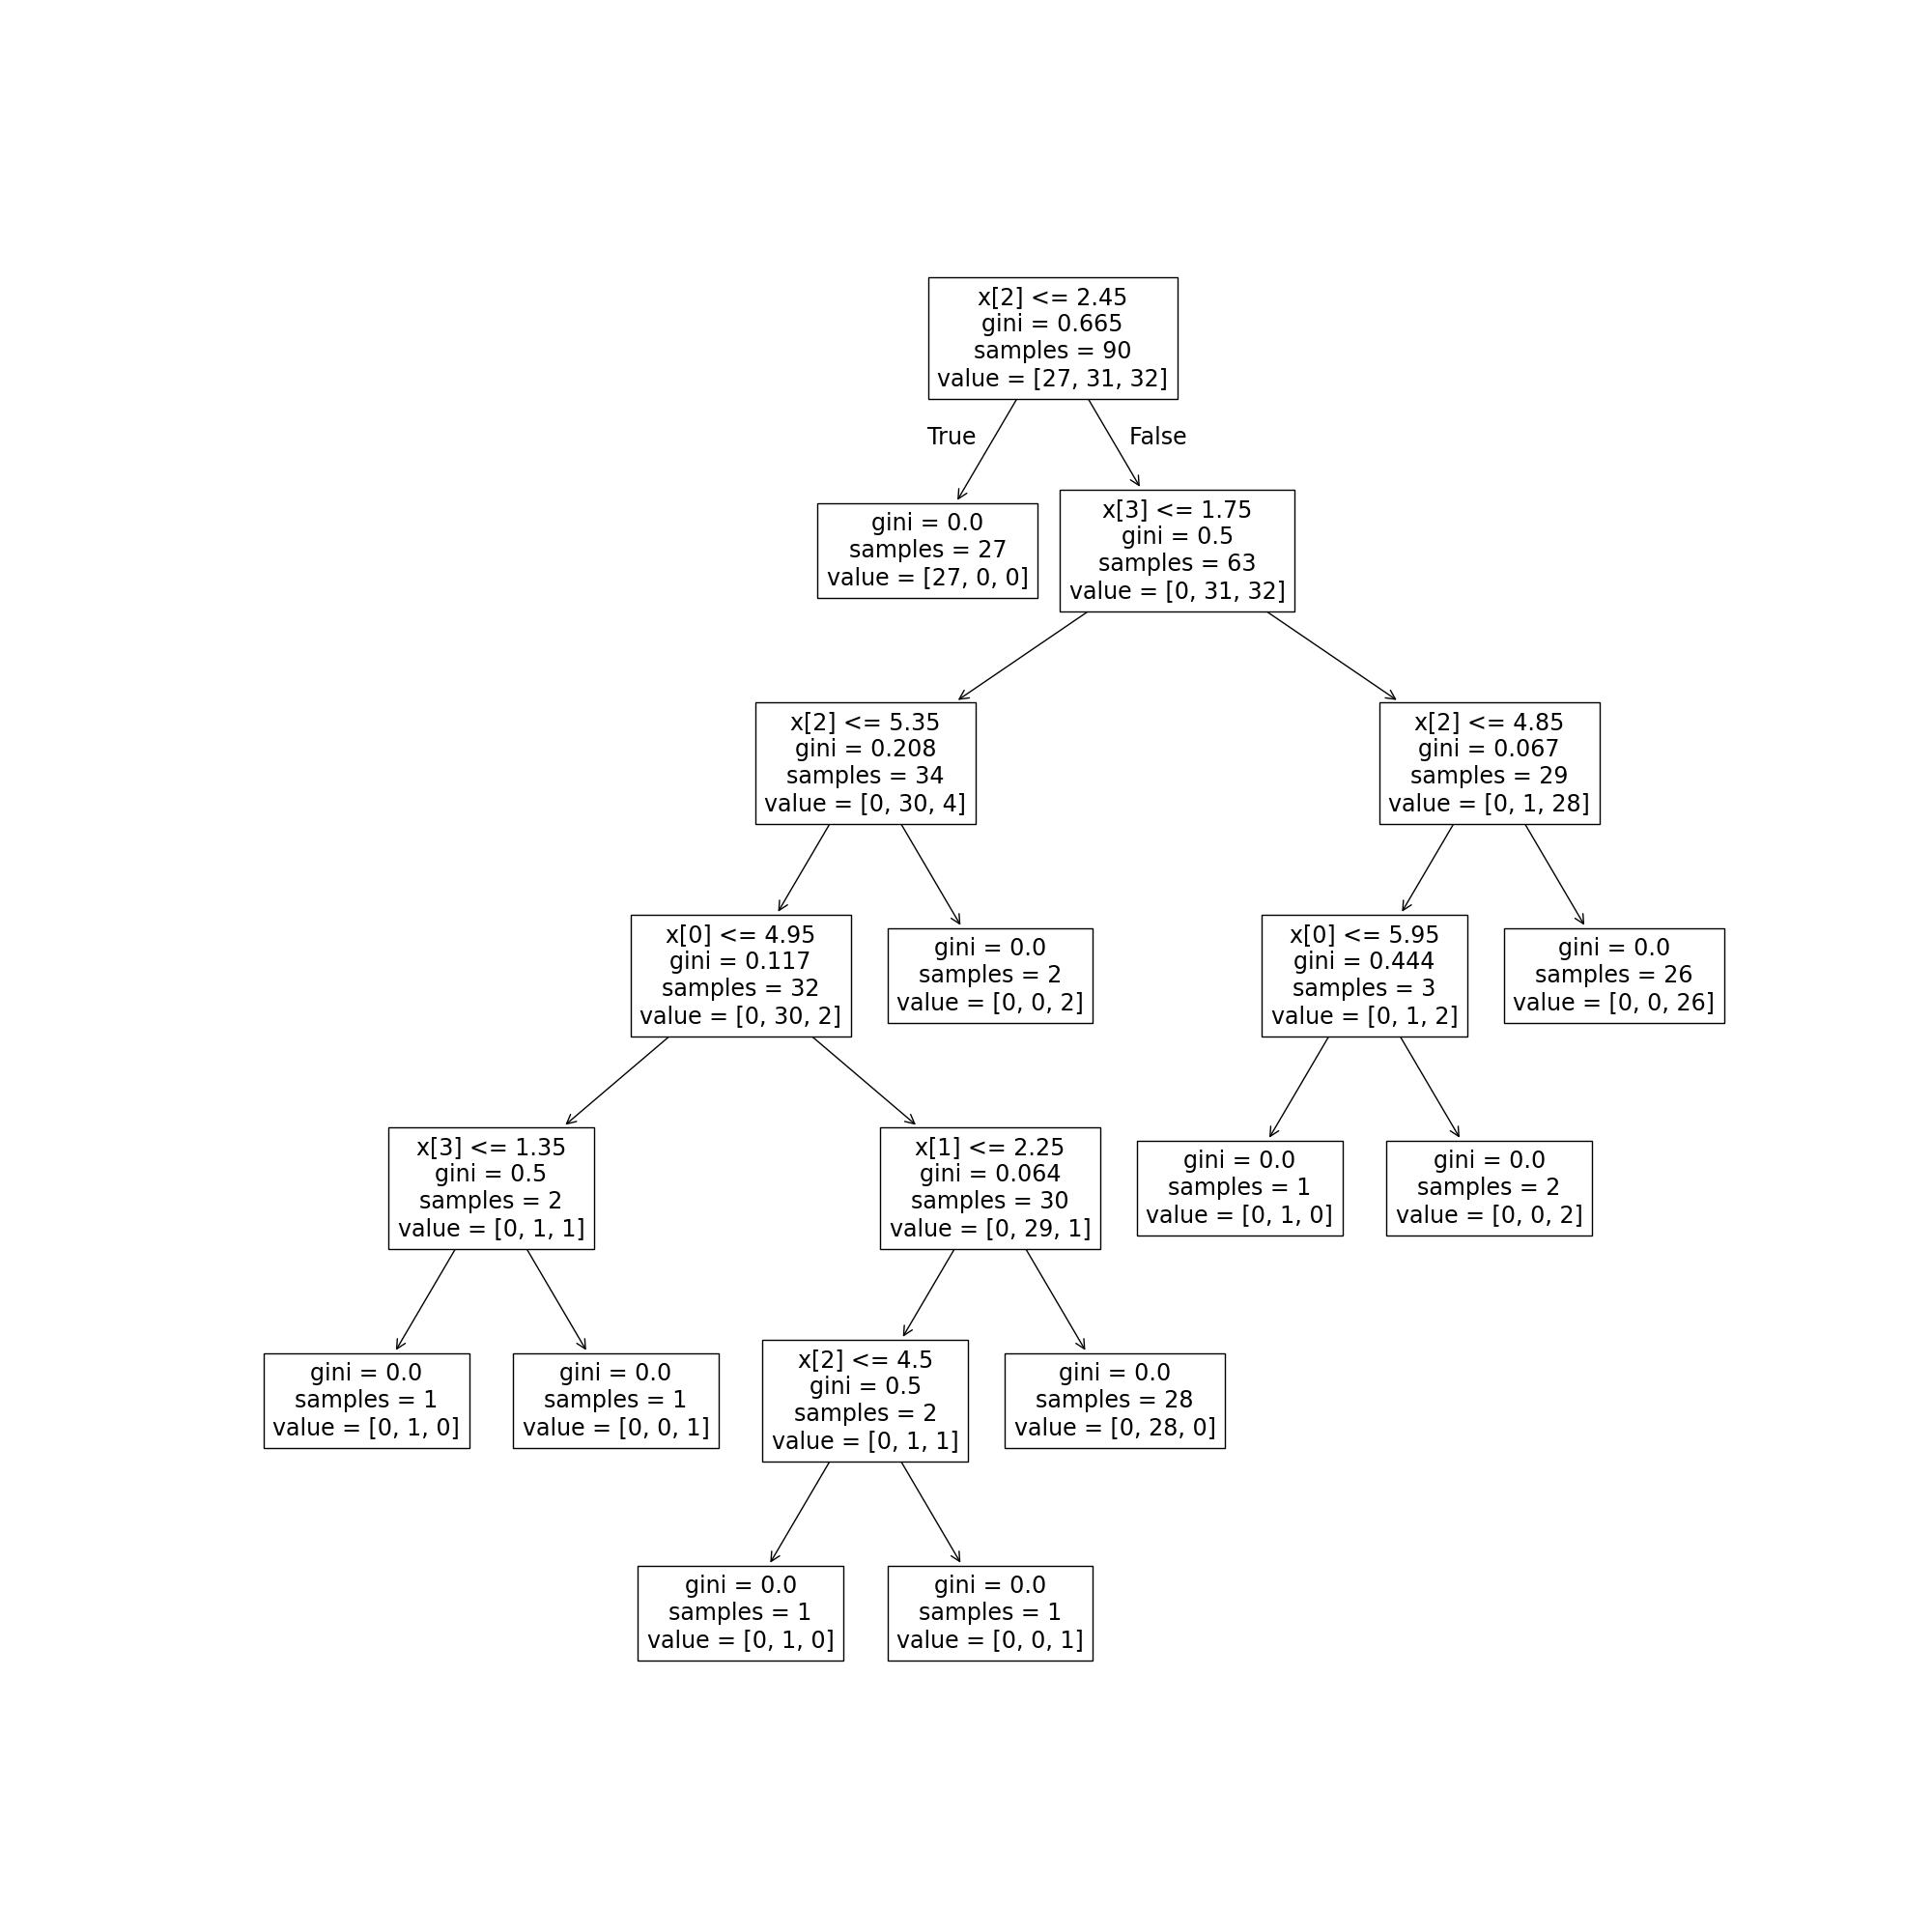 x[2] <= 2.45
gini = 0.665
samples = 90
value = [27, 31, 32]
True
False
gini = 0.0
samples = 27
value = [27, 0, 0]
x[3] <= 1.75
gini = 0.5
samples = 63
value = [0, 31, 32]
x[2] <= 5.35
gini = 0.208
samples = 34
value = [0, 30, 4]
x[2] <= 4.85
gini = 0.067
samples = 29
value = [0, 1, 28]
x[0] <= 4.95
gini = 0.117
samples = 32
value = [0, 30, 2]
gini = 0.0
samples = 2
value = [0, 0, 2]
x[0] <= 5.95
gini = 0.444
samples = 3
value = [0, 1, 2]
gini = 0.0
samples = 26
value = [0, 0, 26]
x[3] <= 1.35
gini = 0.5
samples = 2
value = [0, 1, 1]
x[1] <= 2.25
gini = 0.064
samples = 30
value = [0, 29, 1]
gini = 0.0
samples = 1
value = [0, 1, 0]
gini = 0.0
samples = 2
value = [0, 0, 2]
gini = 0.0
samples = 1
value = [0, 1, 0]
gini = 0.0
samples = 1
value = [0, 0, 1]
x[2] <= 4.5
gini = 0.5
samples = 2
value = [0, 1, 1]
gini = 0.0
samples = 28
value = [0, 28, 0]
gini = 0.0
samples = 1
value = [0, 1, 0]
gini = 0.0
samples = 1
value = [0, 0, 1]